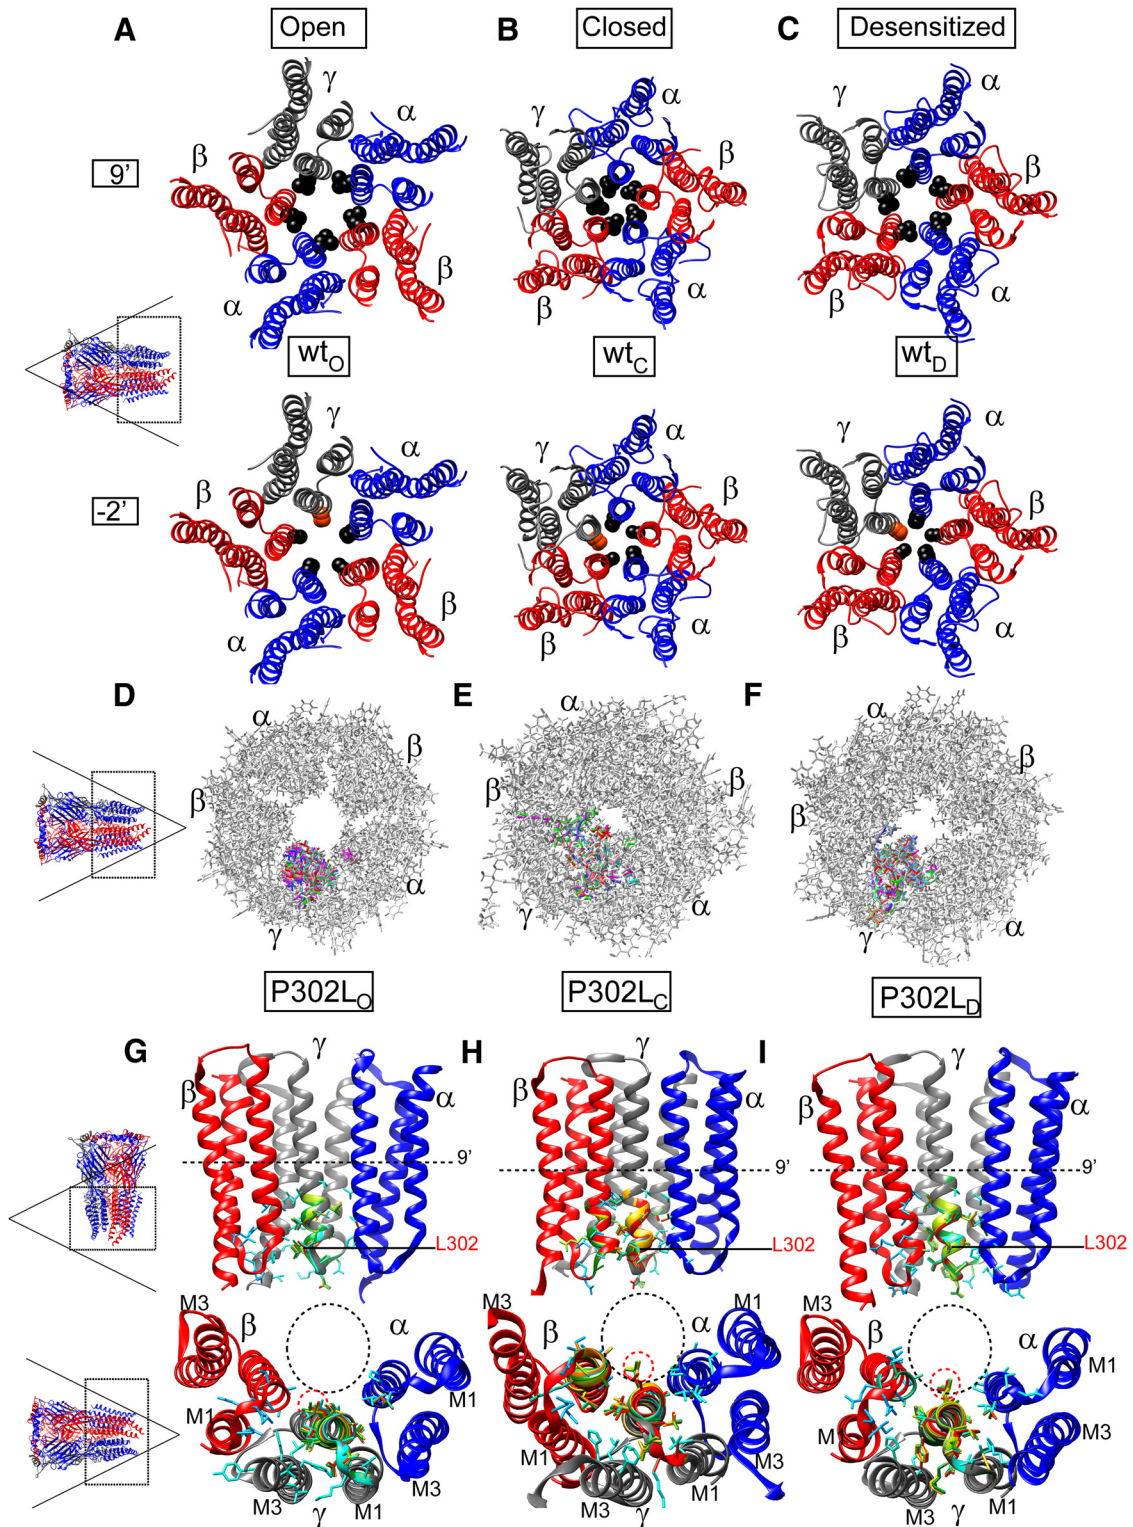 A
Open
B
Closed
C
Desensitized
γ
α
β
β
α
γ
α
β
α
β
γ
α
β
α
β
9'
wtO
wtC
wtD
γ
α
β
β
α
γ
α
β
α
β
γ
α
β
α
β
-2'
D
α
β
β
α
γ
E
α
β
β
α
γ
F
α
β
β
α
γ
P302LO
P302LC
P302LD
G
γ
β
α
9'
L302
H
γ
β
α
9'
L302
I
γ
β
α
9'
L302
M3
β
α
M1
M1
M3
M3
M1
γ
M3
β
α
M1
M1
M3
M3
M1
γ
M3
β
α
M1
M1
M3
M3
M1
γ